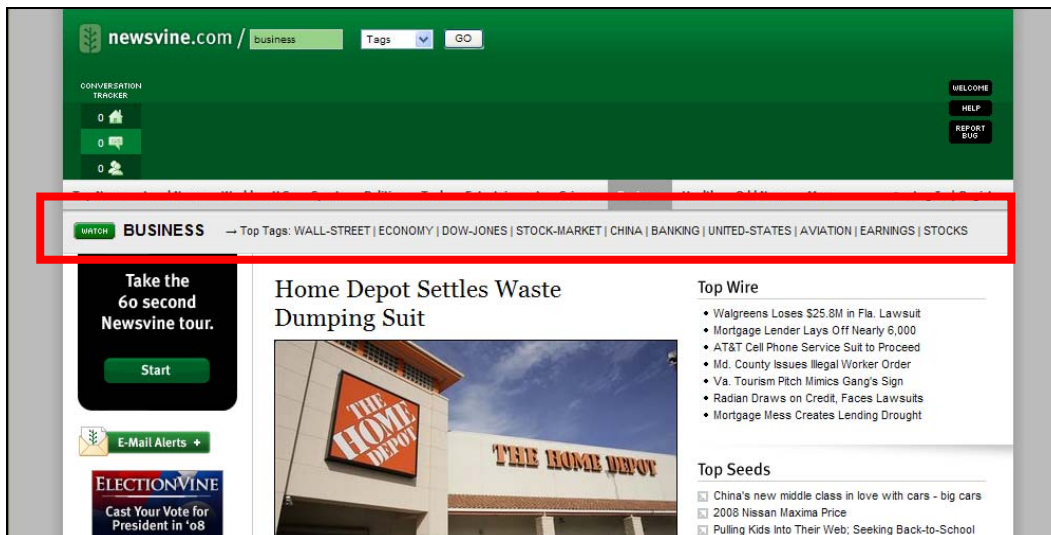 newsvine.com / business Tags GO
CONVERSATION
TRACKER
WELCOME
0
HELP
0
REPORT
BUG
0
WATCH BUSINESS → Top Tags: WALL-STREET | ECONOMY | DOW-JONES | STOCK-MARKET | CHINA | BANKING | UNITED-STATES | AVIATION | EARNINGS | STOCKS
Take the
60 second
Newsvine tour.
Start
E-Mail Alerts +
ELECTIONVINE
Cast Your Vote for
President in '08
Home Depot Settles Waste
Dumping Suit
THE
HOME
DEPOT
THE HOME DEPOT
Top Wire
• Walgreens Loses $25.8M in Fla. Lawsuit
• Mortgage Lender Lays Off Nearly 6,000
• AT&T Cell Phone Service Suit to Proceed
• Md. County Issues Illegal Worker Order
• Va. Tourism Pitch Mimics Gang's Sign
• Radian Draws on Credit, Faces Lawsuits
• Mortgage Mess Creates Lending Drought
Top Seeds
China's new middle class in love with cars - big cars
2008 Nissan Maxima Price
Pulling Kids Into Their Web; Seeking Back-to-School